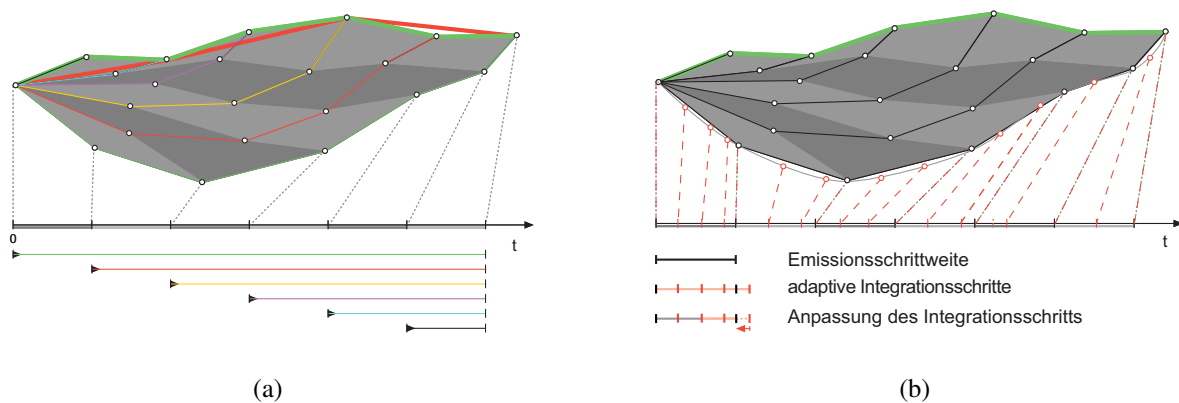 0
t
t
Emissionsschrittweite
adaptive Integrationsschritte
Anpassung des Integrationsschritts
(a)
(b)